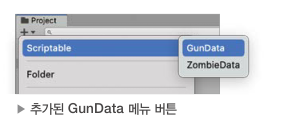 Project
Scriptable
GunData
ZombieData
Folder
▶ 추가된 GunData 메뉴 버튼